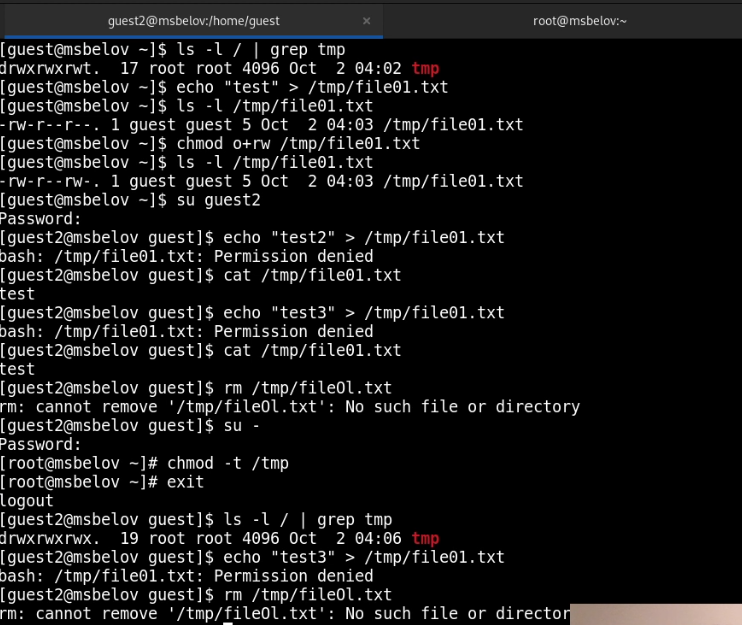 guest2@msbelov:/home/guest × root@msbelov:~
[guest@msbelov ~]$ ls -l / | grep tmp
drwxrwxrwt.  17 root root 4096 Oct  2 04:02 tmp
[guest@msbelov ~]$ echo "test" > /tmp/file01.txt
[guest@msbelov ~]$ ls -l /tmp/file01.txt
-rw-r--r--. 1 guest guest 5 Oct  2 04:03 /tmp/file01.txt
[guest@msbelov ~]$ chmod o+rw /tmp/file01.txt
[guest@msbelov ~]$ ls -l /tmp/file01.txt
-rw-r--rw-. 1 guest guest 5 Oct  2 04:03 /tmp/file01.txt
[guest@msbelov ~]$ su guest2
Password:
[guest2@msbelov guest]$ echo "test2" > /tmp/file01.txt
bash: /tmp/file01.txt: Permission denied
[guest2@msbelov guest]$ cat /tmp/file01.txt
test
[guest2@msbelov guest]$ echo "test3" > /tmp/file01.txt
bash: /tmp/file01.txt: Permission denied
[guest2@msbelov guest]$ cat /tmp/file01.txt
test
[guest2@msbelov guest]$ rm /tmp/fileOl.txt
rm: cannot remove '/tmp/fileOl.txt': No such file or directory
[guest2@msbelov guest]$ su -
Password:
[root@msbelov ~]# chmod -t /tmp
[root@msbelov ~]# exit
logout
[guest2@msbelov guest]$ ls -l / | grep tmp
drwxrwxrwx.  19 root root 4096 Oct  2 04:06 tmp
[guest2@msbelov guest]$ echo "test3" > /tmp/file01.txt
bash: /tmp/file01.txt: Permission denied
[guest2@msbelov guest]$ rm /tmp/fileOl.txt
rm: cannot remove '/tmp/fileOl.txt': No such file or director